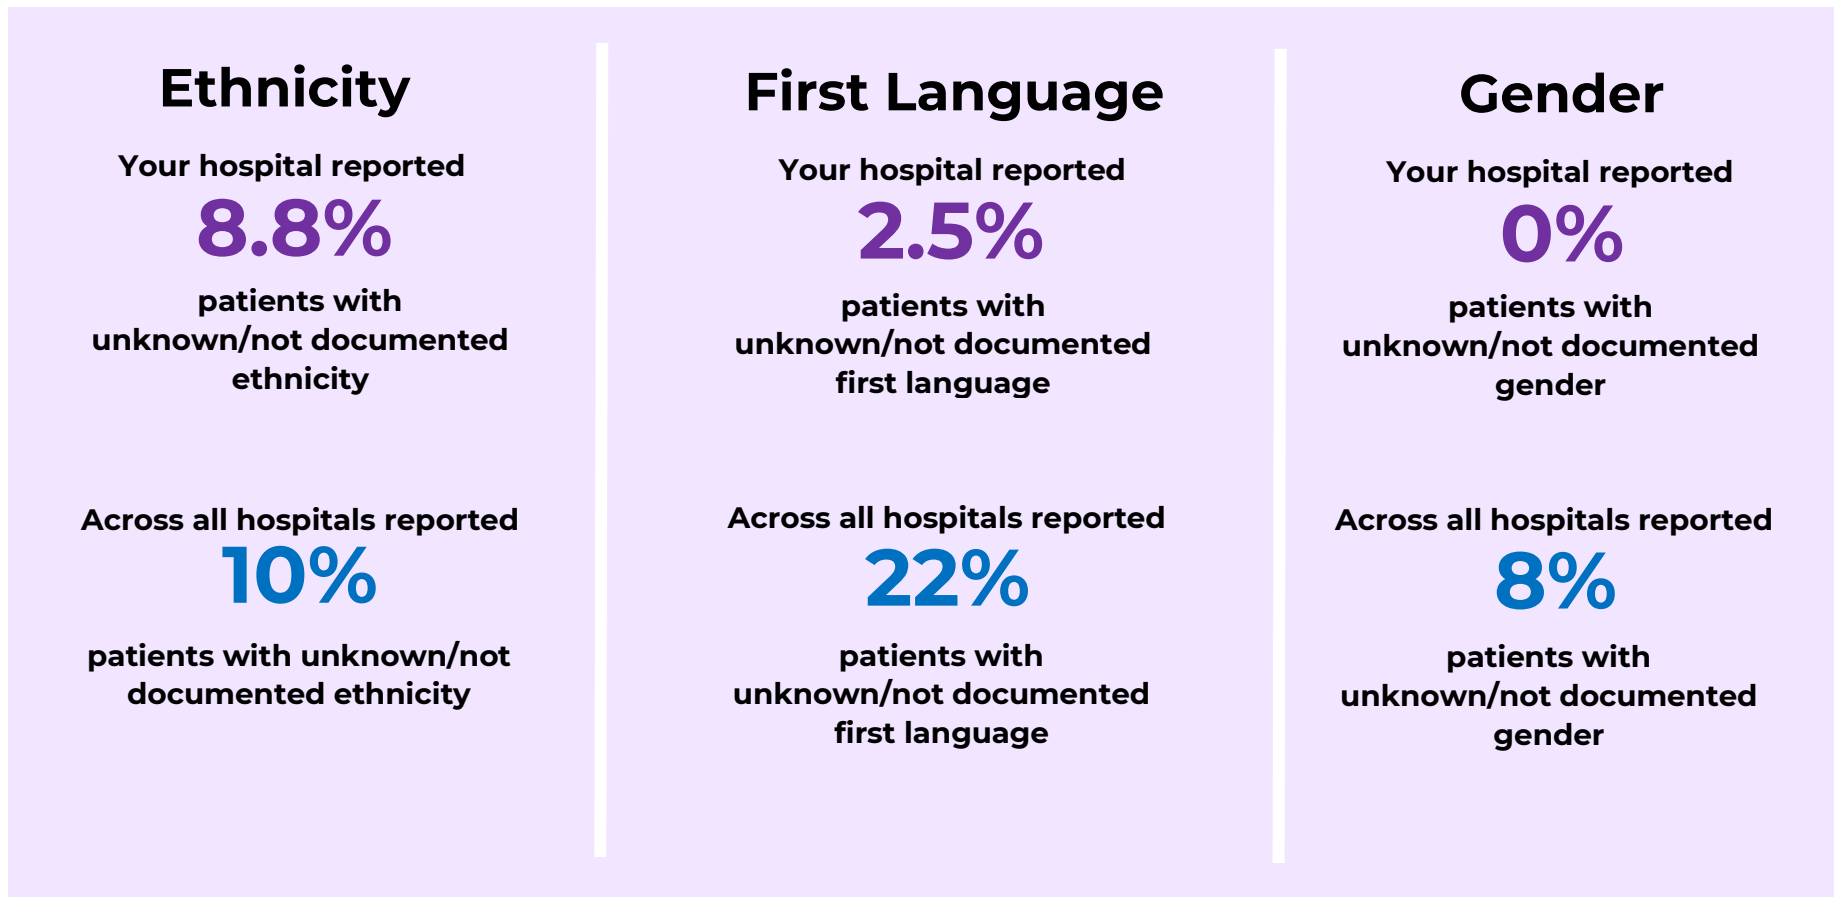 Ethnicity
Your hospital reported
8.8%
patients with
unknown/not documented
ethnicity
Across all hospitals reported
10%
patients with unknown/not
documented ethnicity
First Language
Your hospital reported
2.5%
patients with
unknown/not documented
first language
Across all hospitals reported
22%
patients with
unknown/not documented
first language
Gender
Your hospital reported
0%
patients with
unknown/not documented
gender
Across all hospitals reported
8%
patients with
unknown/not documented
gender